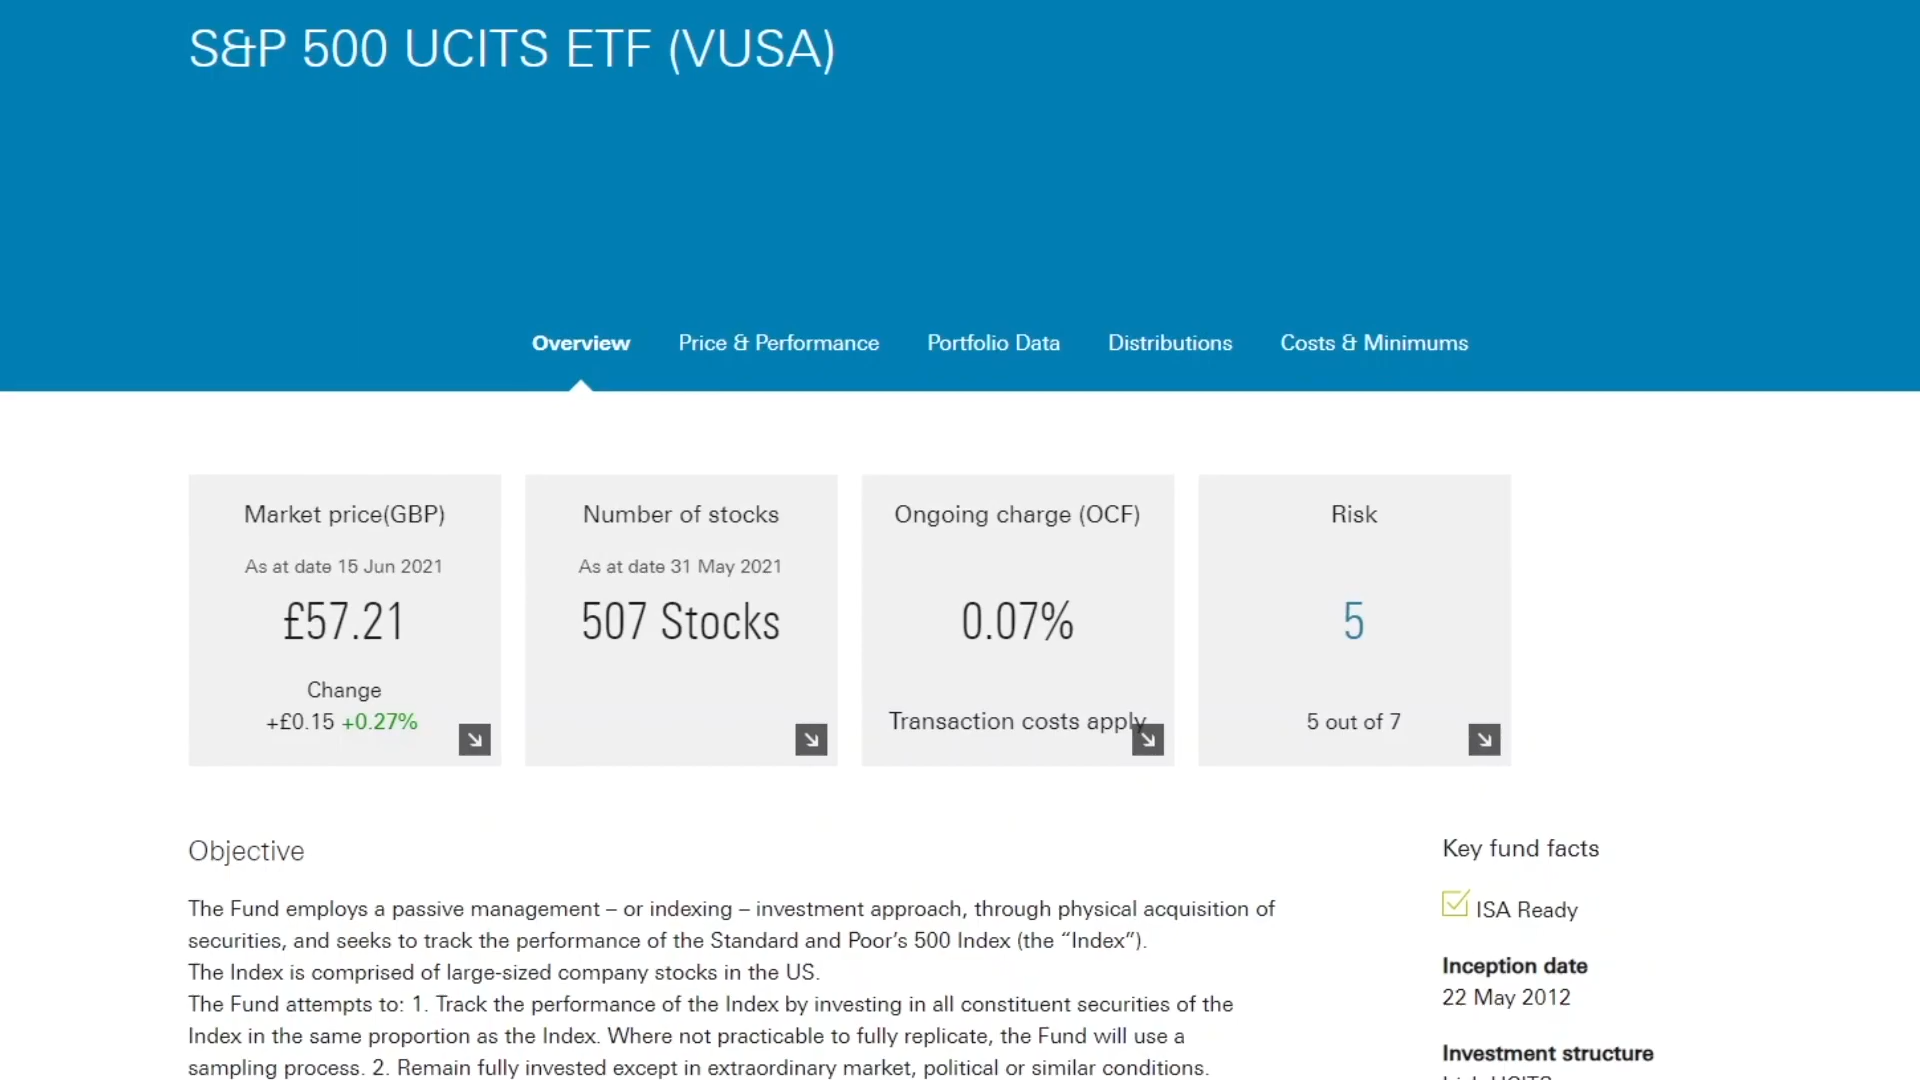 S&P 500 UCITS ETF (VUSA)
Overview
Price & Performance
Portfolio Data
Distributions
Costs & Minimums
Market price(GBP)
As at date 15 Jun 2021
£57.21
Change
+£0.15 +0.27%
Number of stocks
As at date 31 May 2021
507 Stocks
Ongoing charge (OCF)
0.07%
Transaction costs apply
Risk
5
5 out of 7
Objective
The Fund employs a passive management – or indexing – investment approach, through physical acquisition of
securities, and seeks to track the performance of the Standard and Poor’s 500 Index (the “Index”).
The Index is comprised of large-sized company stocks in the US.
The Fund attempts to: 1. Track the performance of the Index by investing in all constituent securities of the
Index in the same proportion as the Index. Where not practicable to fully replicate, the Fund will use a
sampling process. 2. Remain fully invested except in extraordinary market, political or similar conditions.
Key fund facts
ISA Ready
Inception date
22 May 2012
Investment structure